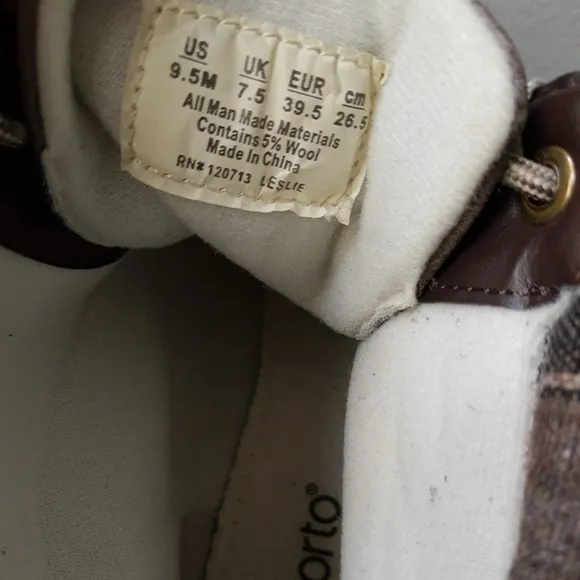 US UK EUR cm
9.5M 7.5 39.5 26.5
All Man Made Materials
Contains 5% Wool
Made in China
RN# 120713 LESLIE
orto®